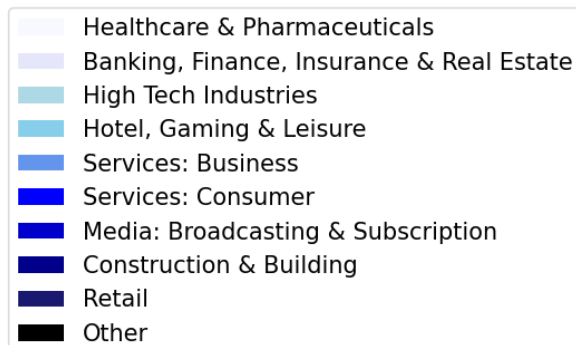 Healthcare & Pharmaceuticals
Banking, Finance, Insurance & Real Estate
High Tech Industries
Hotel, Gaming & Leisure
Services: Business
Services: Consumer
Media: Broadcasting & Subscription
Construction & Building
Retail
Other